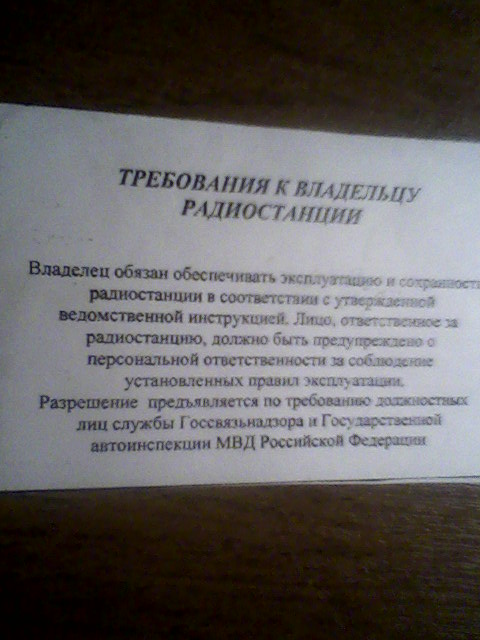 ТРЕБОВАНИЯ К ВЛАДЕЛЬЦУ
РАДИОСТАНЦИИ
Владелец обязан обеспечивать эксплуатацию и сохранность
радиостанции в соответствии с утвержденной
ведомственной инструкцией. Лицо, ответственное за
радиостанцию, должно быть предупреждено о
персональной ответственности за соблюдение
установленных правил эксплуатации.
Разрешение предъявляется по требованию должностных
лиц службы Госсвязьнадзора и Государственной
автоинспекции МВД Российской Федерации